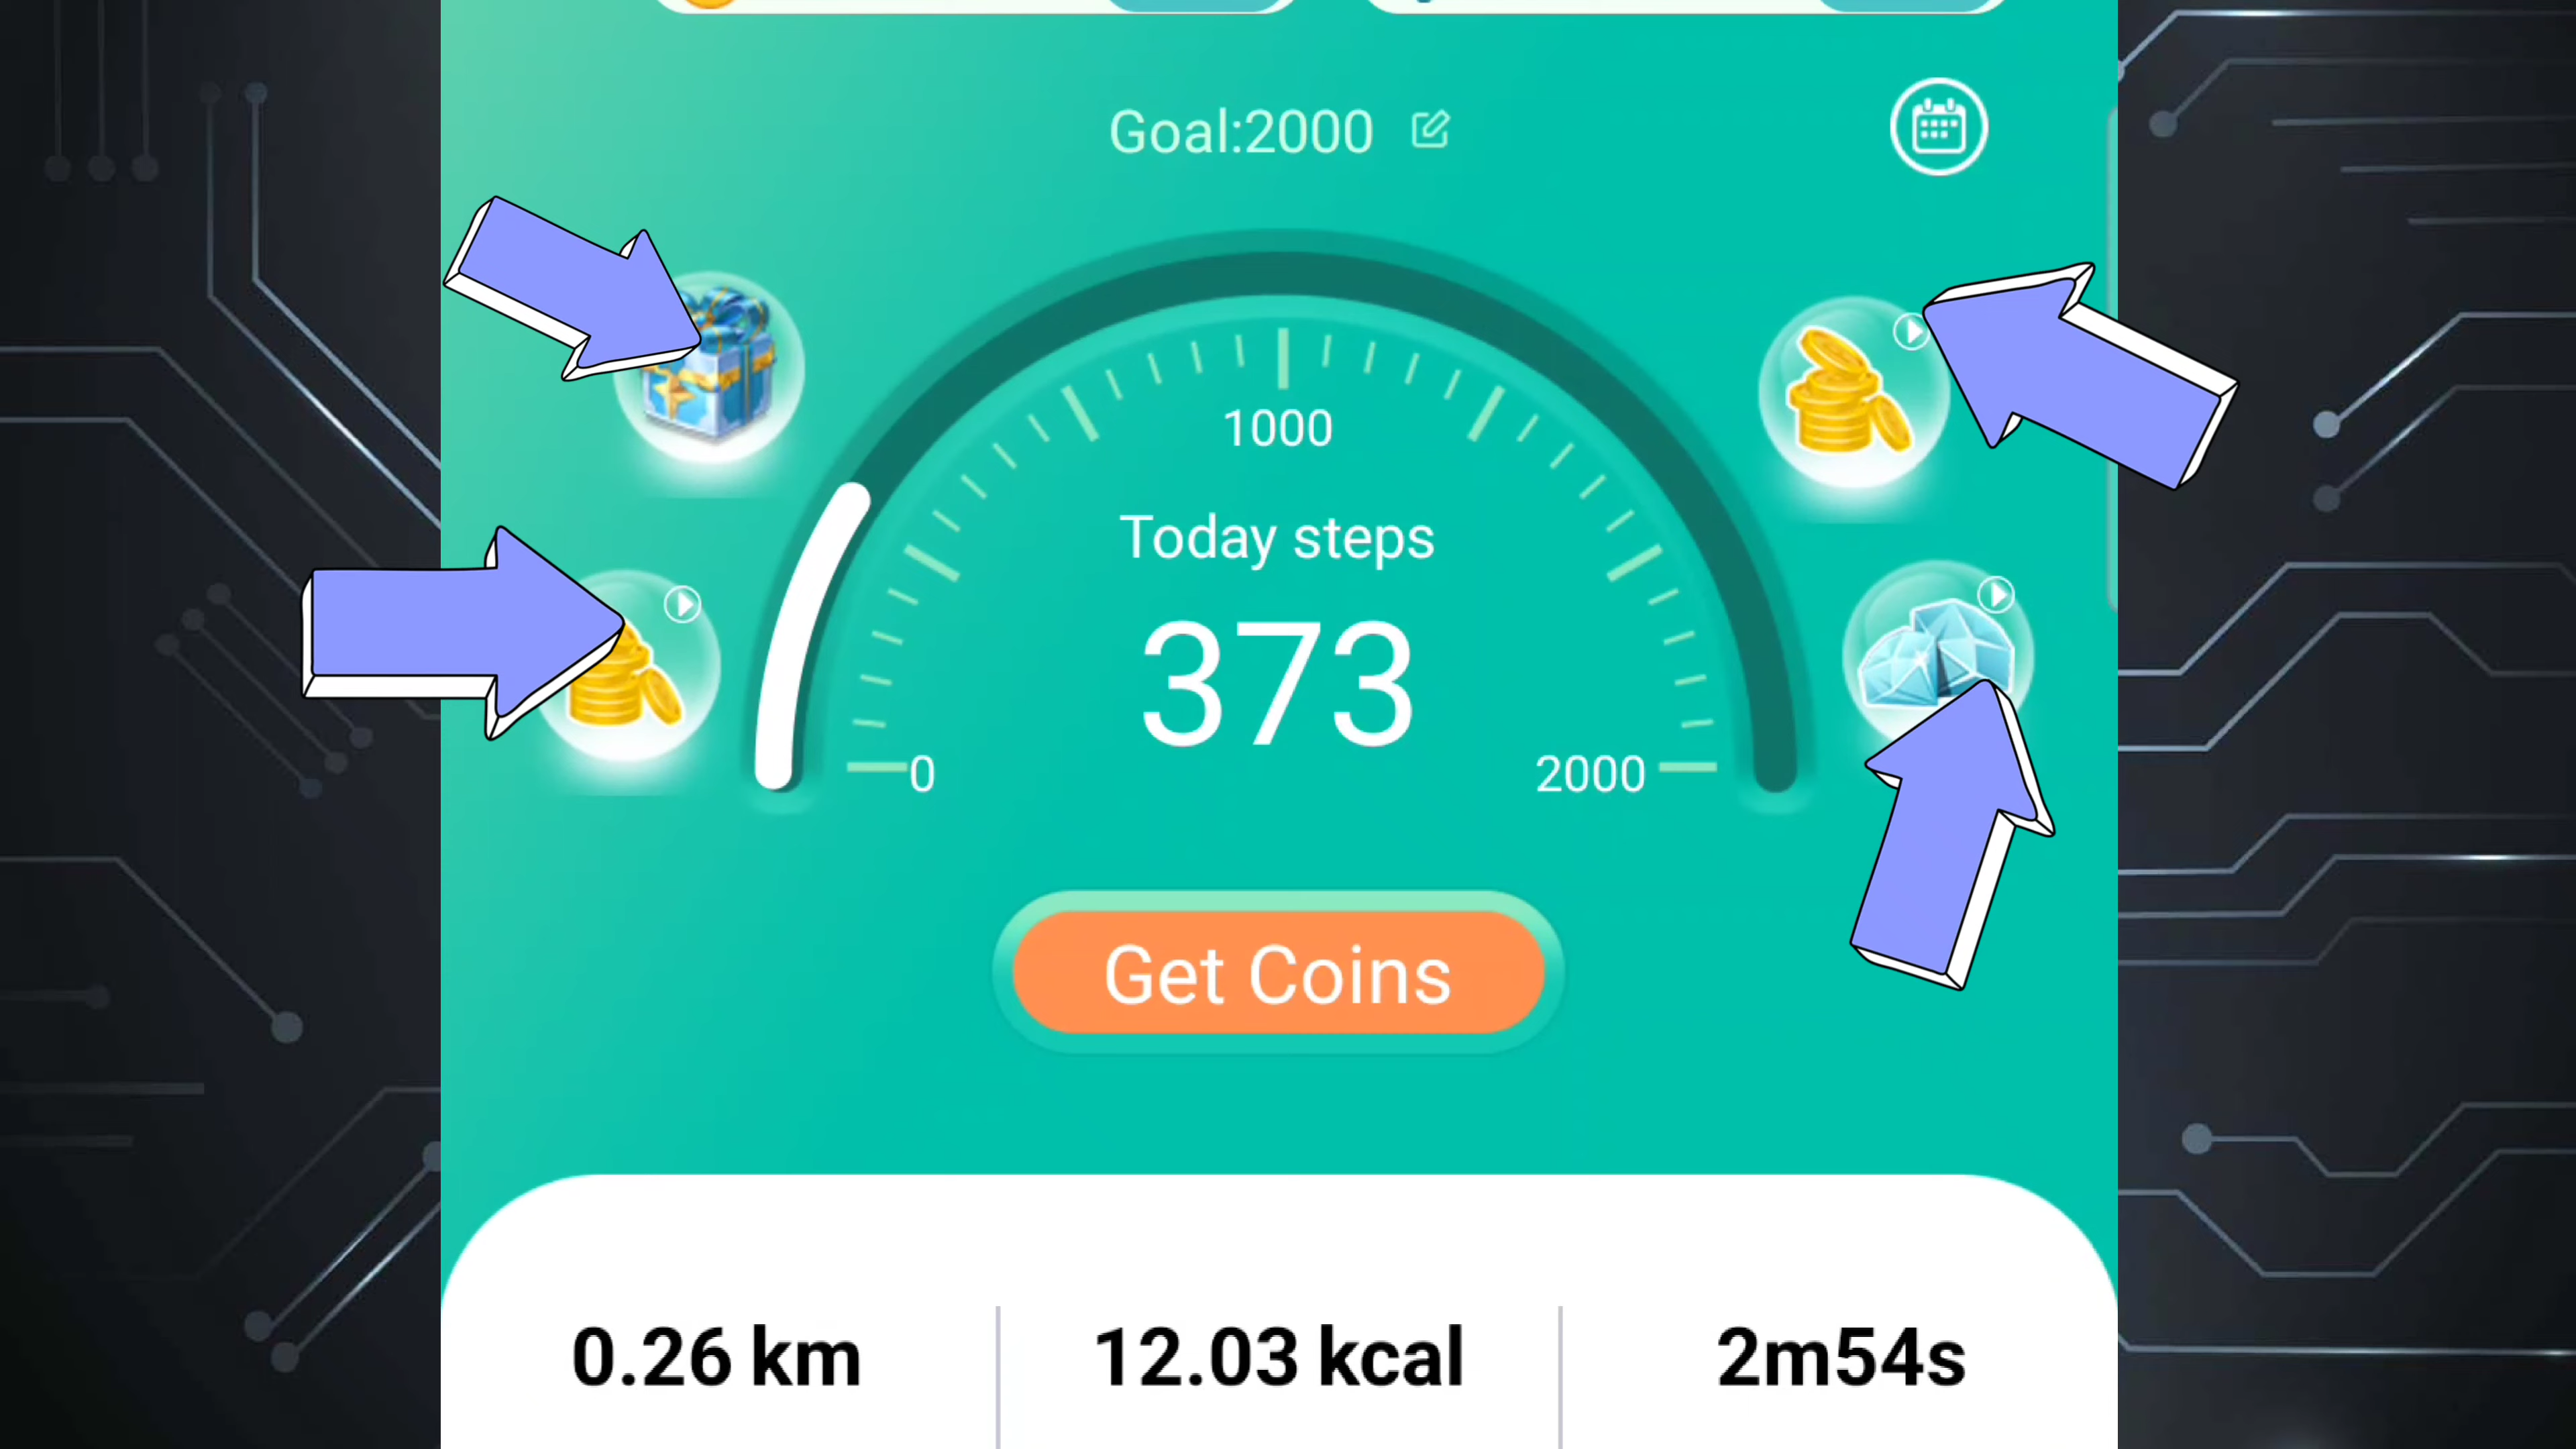 Goal:2000
1000
Today steps
373
0
2000
Get Coins
0.26 km
12.03 kcal
2m54s